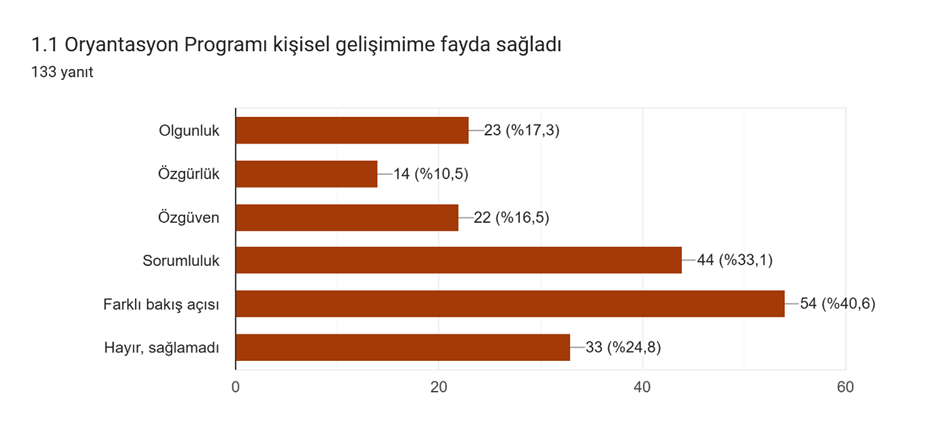 1.1 Oryantasyon Programı kişisel gelişimime fayda sağladı
133 yanıt
Olgunluk 23 (%17,3)
Özgürlük 14 (%10,5)
Özgüven 22 (%16,5)
Sorumluluk 44 (%33,1)
Farklı bakış açısı 54 (%40,6)
Hayır, sağlamadı 33 (%24,8)
0 20 40 60